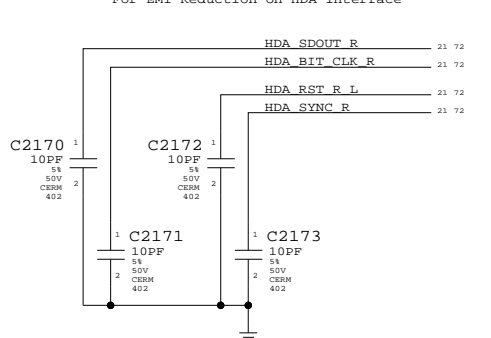 For EMI Reduction on HDA interface
HDA_SDOUT_R 21 72
HDA_BIT_CLK_R 21 72
HDA_RST_R_L 21 72
HDA_SYNC_R 21 72
C2170 1
10PF
5%
50V
CERM
402
2
C2172 1
10PF
5%
50V
CERM
402
2
1 C2171
10PF
5%
50V
2 CERM
402
1 C2173
10PF
5%
50V
2 CERM
402